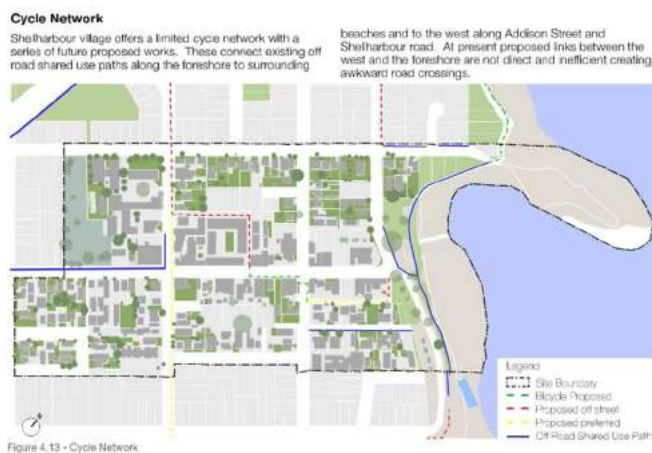 Cycle Network
Shellharbour village offers a limited cycle network with a
series of future proposed works. These connect existing off
road shared use paths along the foreshore to surrounding
beaches and to the west along Addison Street and
Shellharbour road. At present proposed links between the
west and the foreshore are not direct and inefficient creating
awkward road crossings.
Legend
Site Boundary
Bicycle Proposed
Proposed off street
Proposed preferred
Off Road Shared Use Path
Figure 4.13 - Cycle Network